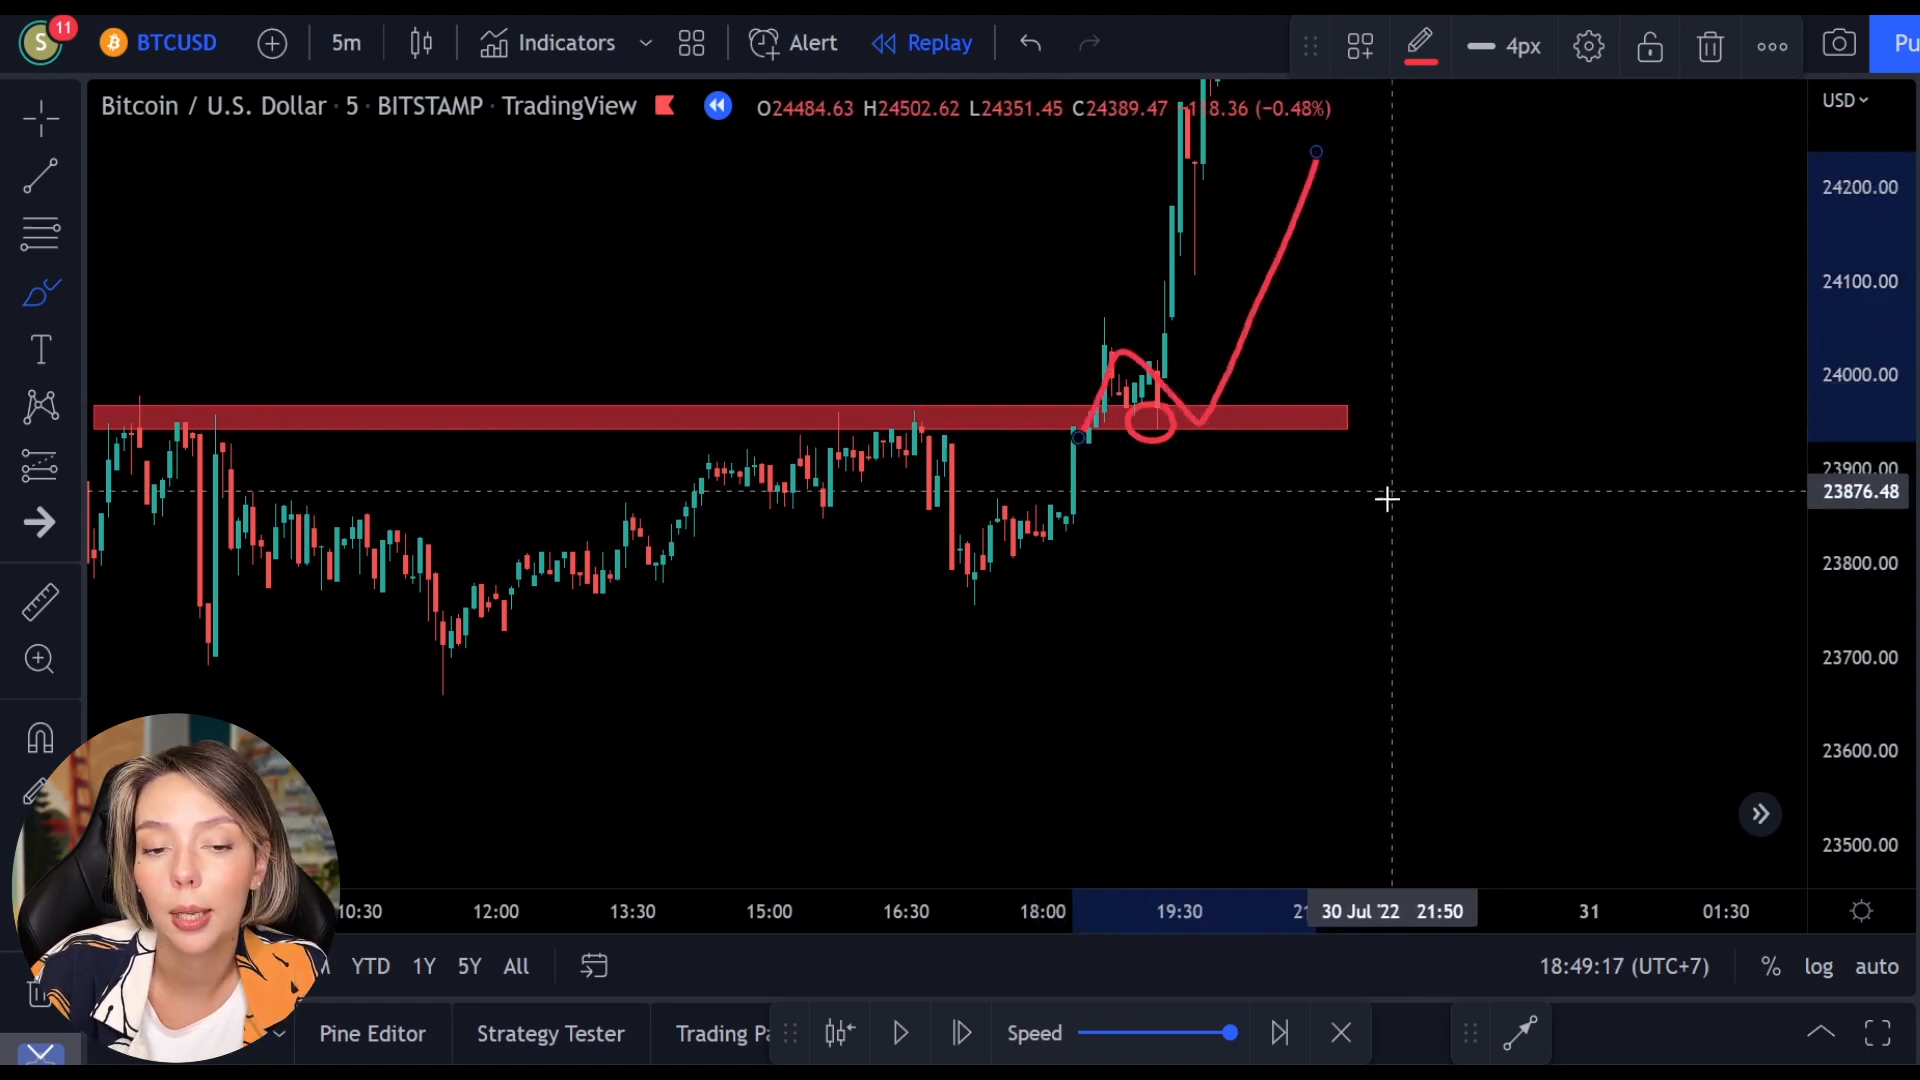 S 11 BTCUSD 5m Indicators Alert Replay 4px Pu
Bitcoin / U.S. Dollar · 5 · BITSTAMP · TradingView O24484.63 H24502.62 L24351.45 C24389.47 8.36 (−0.48%) USD
24200.00
24100.00
24000.00
23900.00
23876.48
23800.00
23700.00
23600.00
23500.00
10:30 12:00 13:30 15:00 16:30 18:00 19:30 21 30 Jul '22 21:50 31 01:30
YTD 1Y 5Y All 18:49:17 (UTC+7) % log auto
Pine Editor Strategy Tester Trading Pa Speed